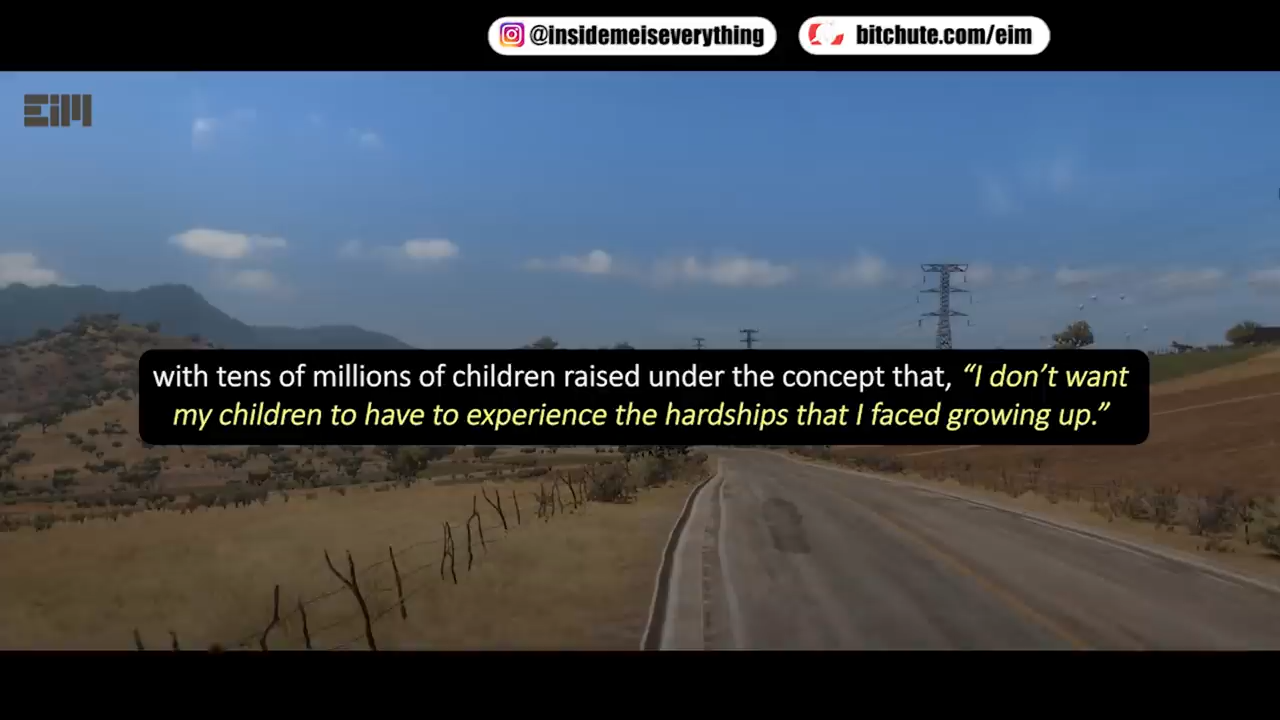 @insidemeiseverything
bitchute.com/eim
EiM
with tens of millions of children raised under the concept that, “I don’t want
my children to have to experience the hardships that I faced growing up.”